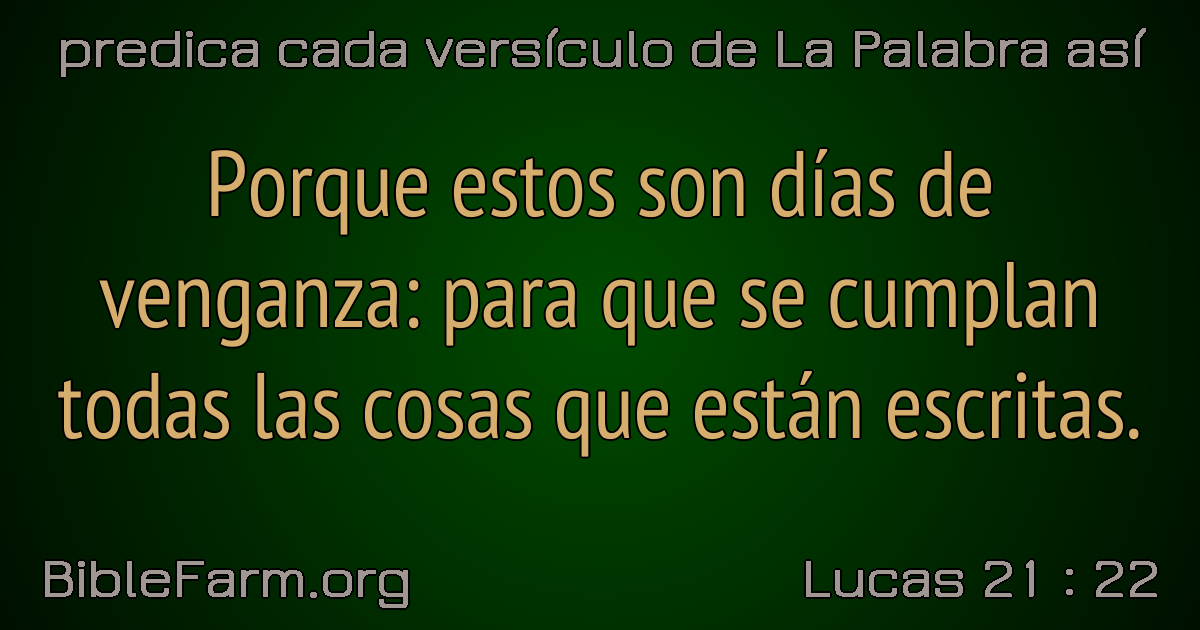 predica cada versículo de La Palabra así
Porque estos son días de
venganza: para que se cumplan
todas las cosas que están escritas.
BibleFarm.org
Lucas 21 : 22